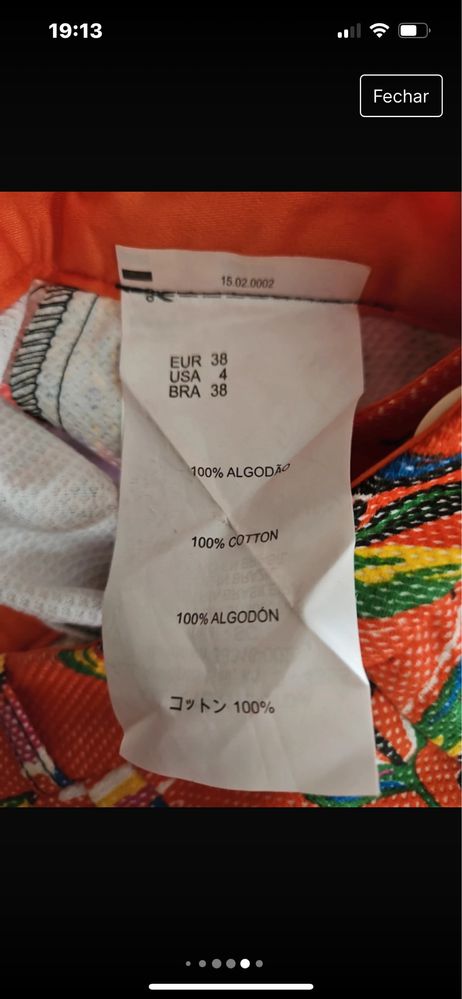 19:13
Fechar
15.02.0002
EUR 38
USA 4
BRA 38
100% ALGODÃO
100% COTTON
100% ALGODÓN
コットン 100%